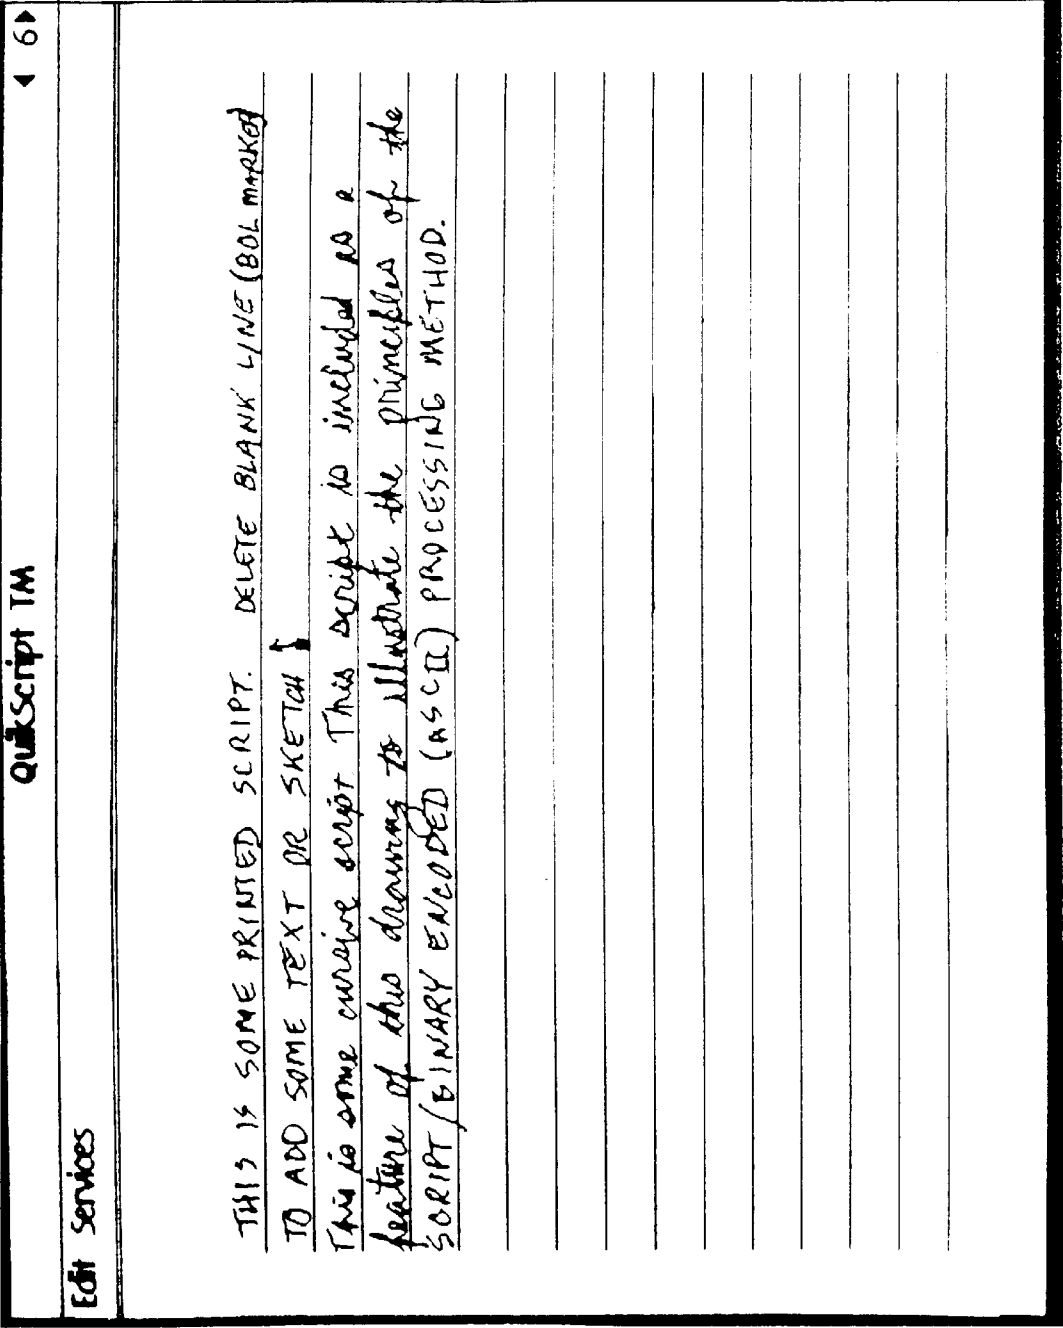 QuikScript TM
◀ 6 ▶
Edit Services
THIS IS SOME PRINTED SCRIPT. DELETE BLANK LINE (BOL MARKED
TO ADD SOME TEXT OR SKETCH
This is some cursive script This script is included as a
feature of this drawing to illustrate the principles of the
SCRIPT/BINARY ENCODED (ASCII) PROCESSING METHOD.